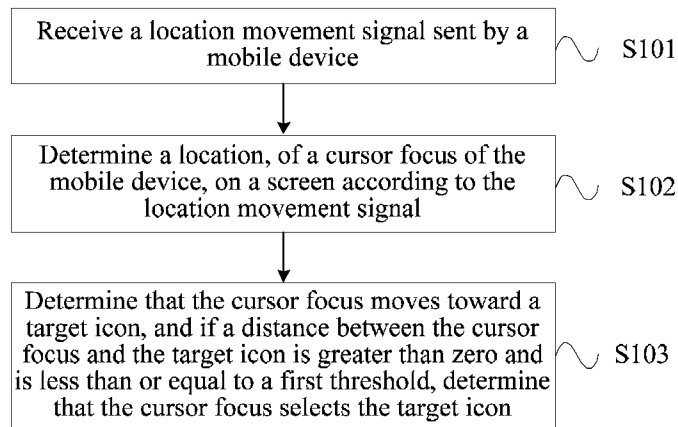 Receive a location movement signal sent by a
mobile device
S101
Determine a location, of a cursor focus of the
mobile device, on a screen according to the
location movement signal
S102
Determine that the cursor focus moves toward a
target icon, and if a distance between the cursor
focus and the target icon is greater than zero and
is less than or equal to a first threshold, determine
that the cursor focus selects the target icon
S103